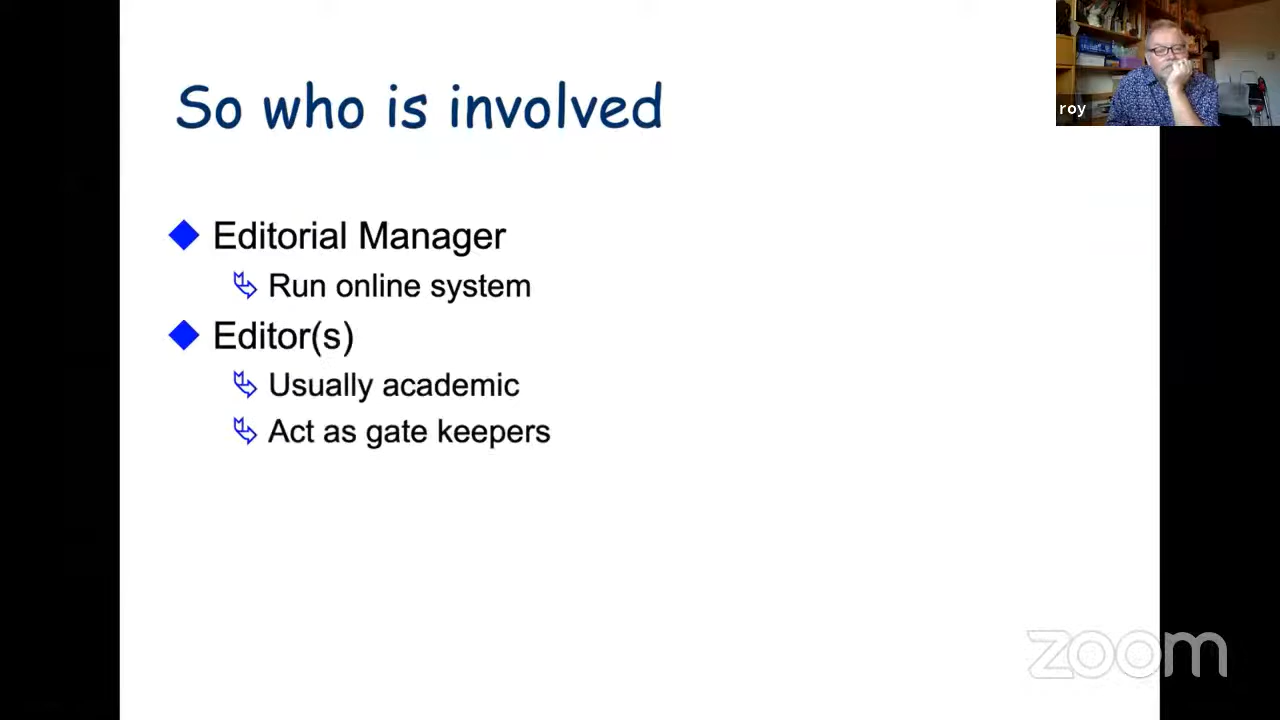 So who is involved
roy
Editorial Manager
Run online system
Editor(s)
Usually academic
Act as gate keepers
zoom